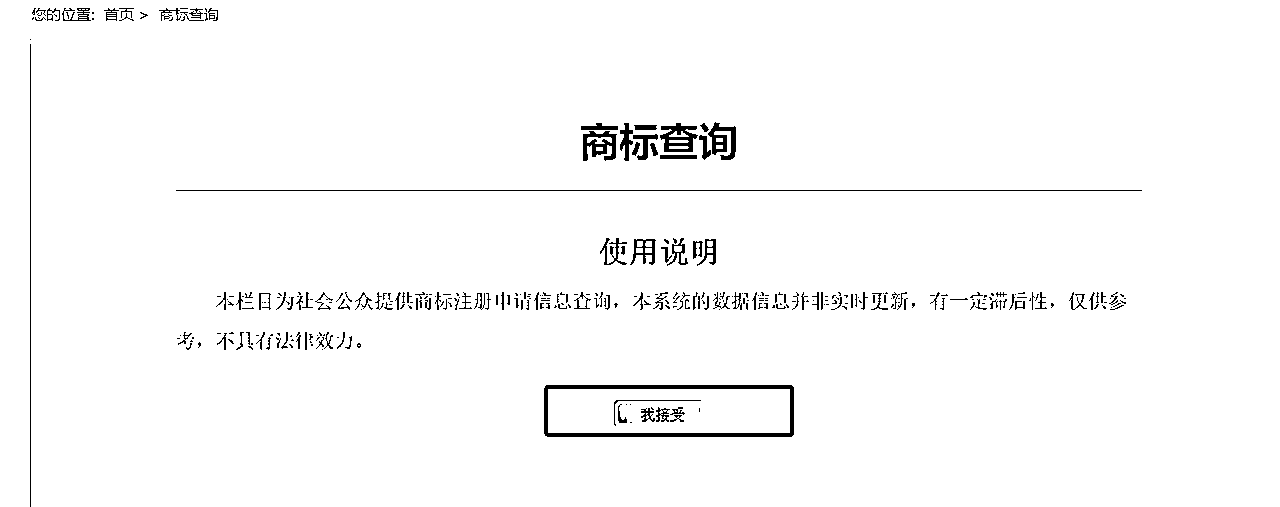 您的位置: 首页 > 商标查询
商标查询
使用说明
本栏目为社会公众提供商标注册申请信息查询，本系统的数据信息并非实时更新，有一定滞后性，仅供参
考，不具有法律效力。
我接受